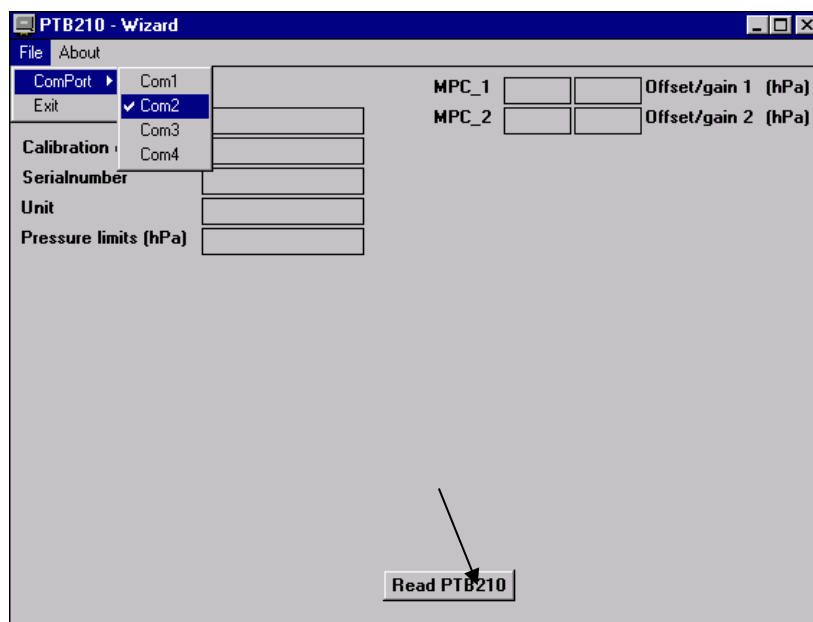 PTB210 - Wizard
File About
ComPort
Exit
Com1
Com2
Com3
Com4
Calibration
Serialnumber
Unit
Pressure limits (hPa)
MPC_1 Offset/gain 1 (hPa)
MPC_2 Offset/gain 2 (hPa)
Read PTB210